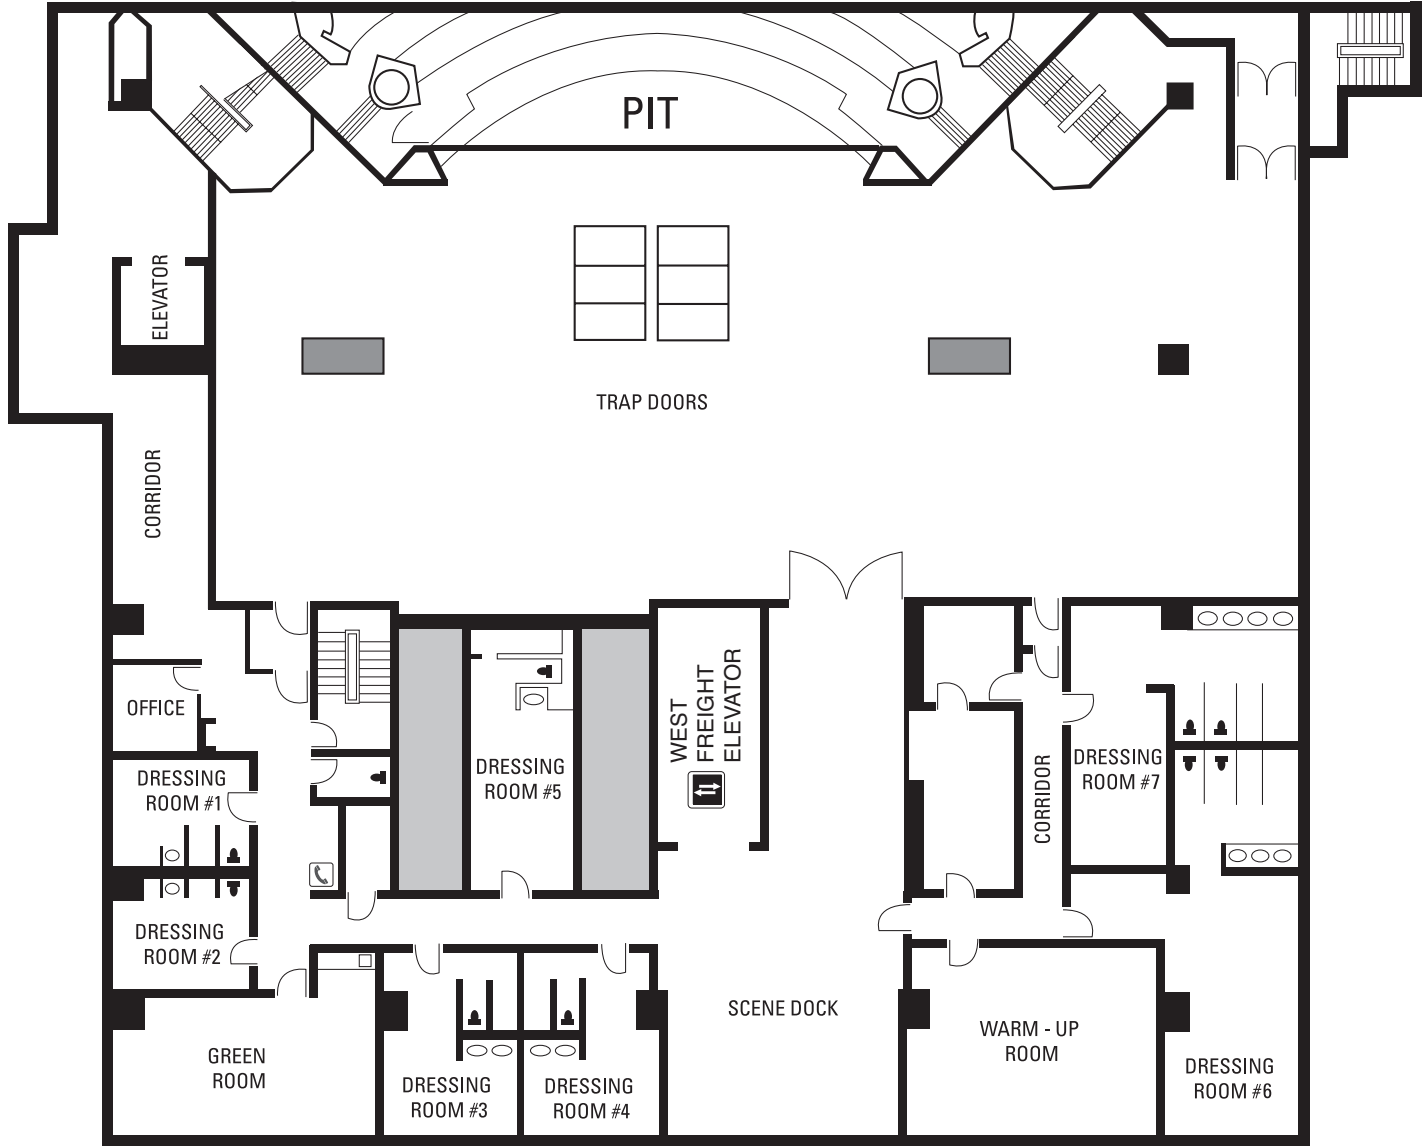 PIT
ELEVATOR
TRAP DOORS
CORRIDOR
OFFICE
DRESSING
ROOM #1
DRESSING
ROOM #5
WEST
FREIGHT
ELEVATOR
CORRIDOR
DRESSING
ROOM #7
DRESSING
ROOM #2
GREEN
ROOM
DRESSING
ROOM #3
DRESSING
ROOM #4
SCENE DOCK
WARM - UP
ROOM
DRESSING
ROOM #6